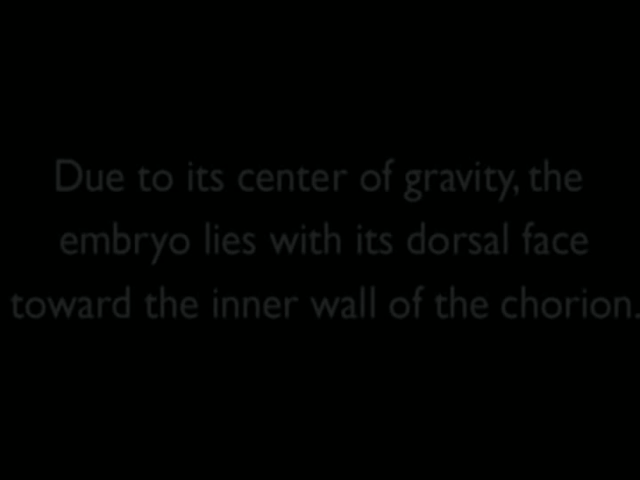 Due to its center of gravity, the
embryo lies with its dorsal face
toward the inner wall of the chorion.